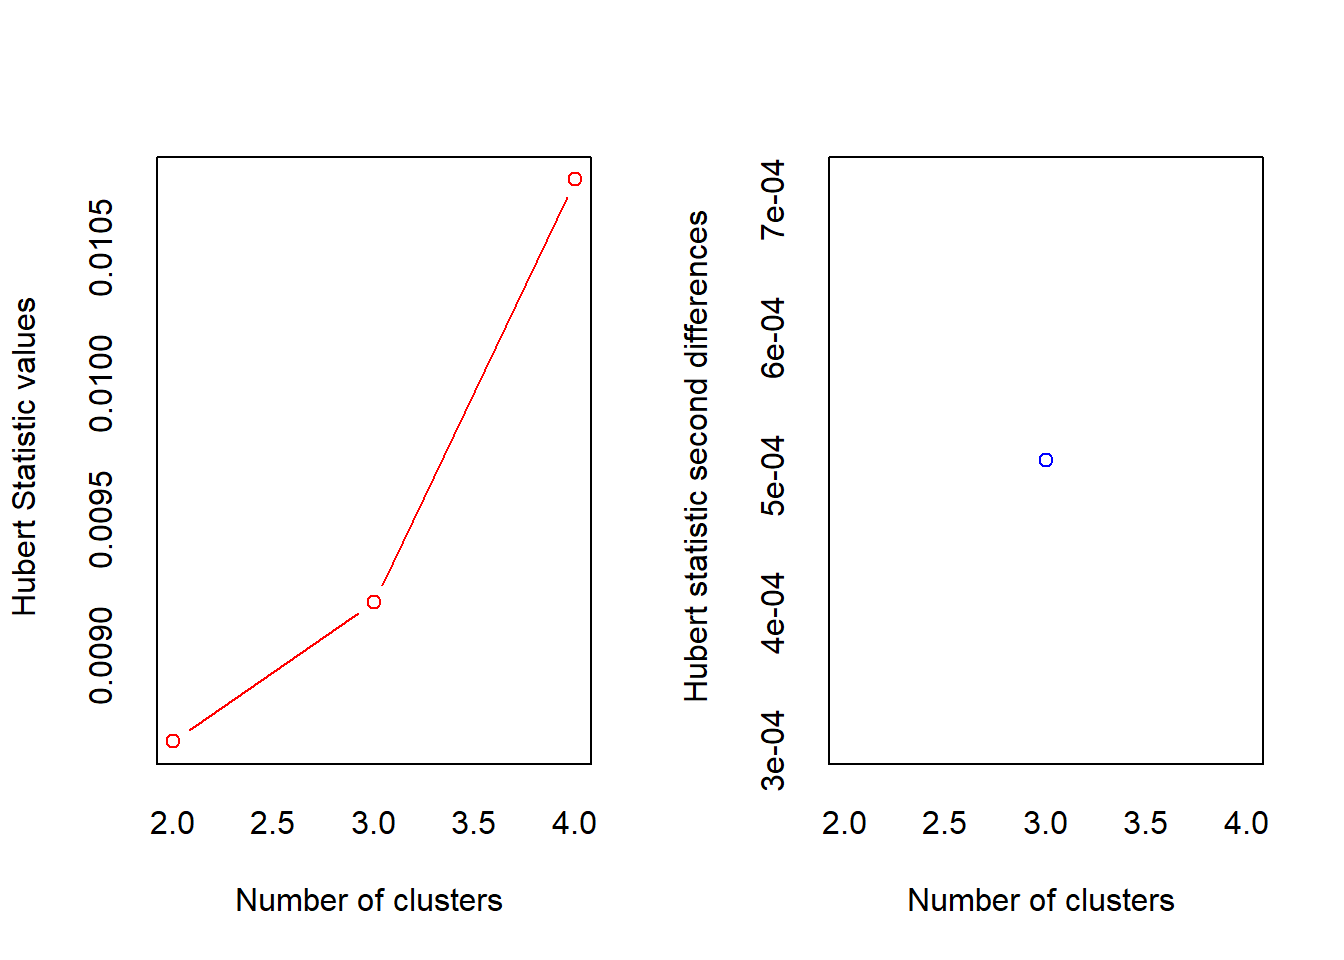 Hubert Statistic values
0.0090 0.0095 0.0100 0.0105
2.0 2.5 3.0 3.5 4.0
Number of clusters
Hubert statistic second differences
3e-04 4e-04 5e-04 6e-04 7e-04
2.0 2.5 3.0 3.5 4.0
Number of clusters